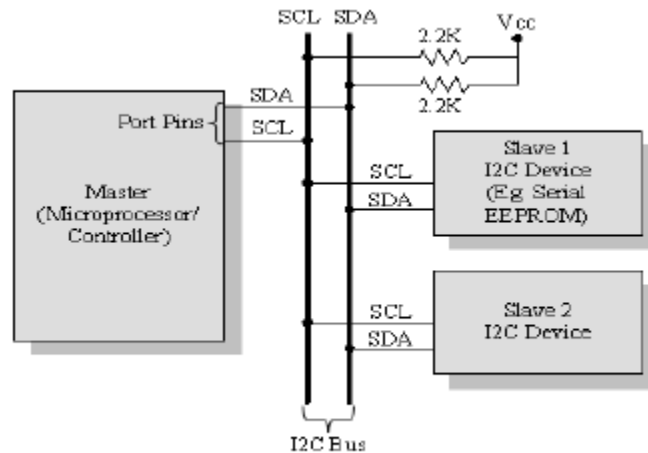 SCL SDA
Vcc
2.2K
2.2K
SDA
Port Pins
SCL
Master
(Microprocessor/
Controller)
Slave 1
I2C Device
(Eg Serial
EEPROM)
SCL
SDA
Slave 2
I2C Device
SCL
SDA
I2C Bus